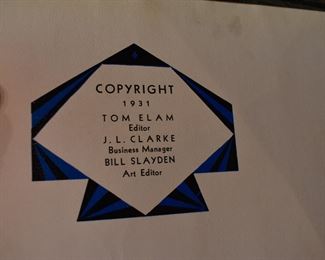 COPYRIGHT
1931
TOM ELAM
Editor
J. L. CLARKE
Business Manager
BILL SLAYDEN
Art Editor